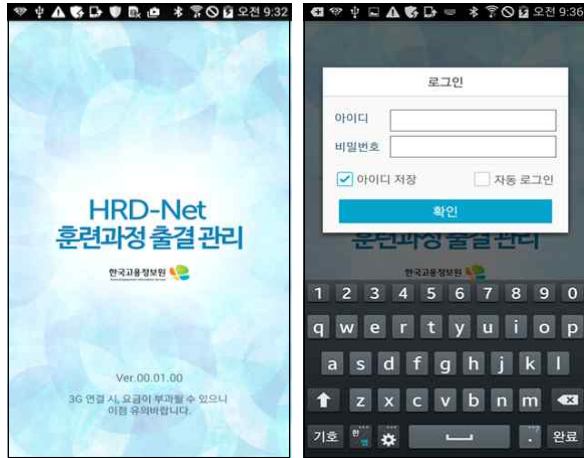 오전 9:32
HRD-Net
훈련과정 출결 관리
한국고용정보원
Ver.00.01.00
3G 연결 시, 요금이 부과될 수 있으니
이점 유의바랍니다.
오전 9:36
로그인
아이디
비밀번호
아이디 저장
자동 로그인
확인
훈련과정 출결 관리
한국고용정보원
1 2 3 4 5 6 7 8 9 0
q w e r t y u i o p
a s d f g h j k l
z x c v b n m
기호 한 영 . 완료